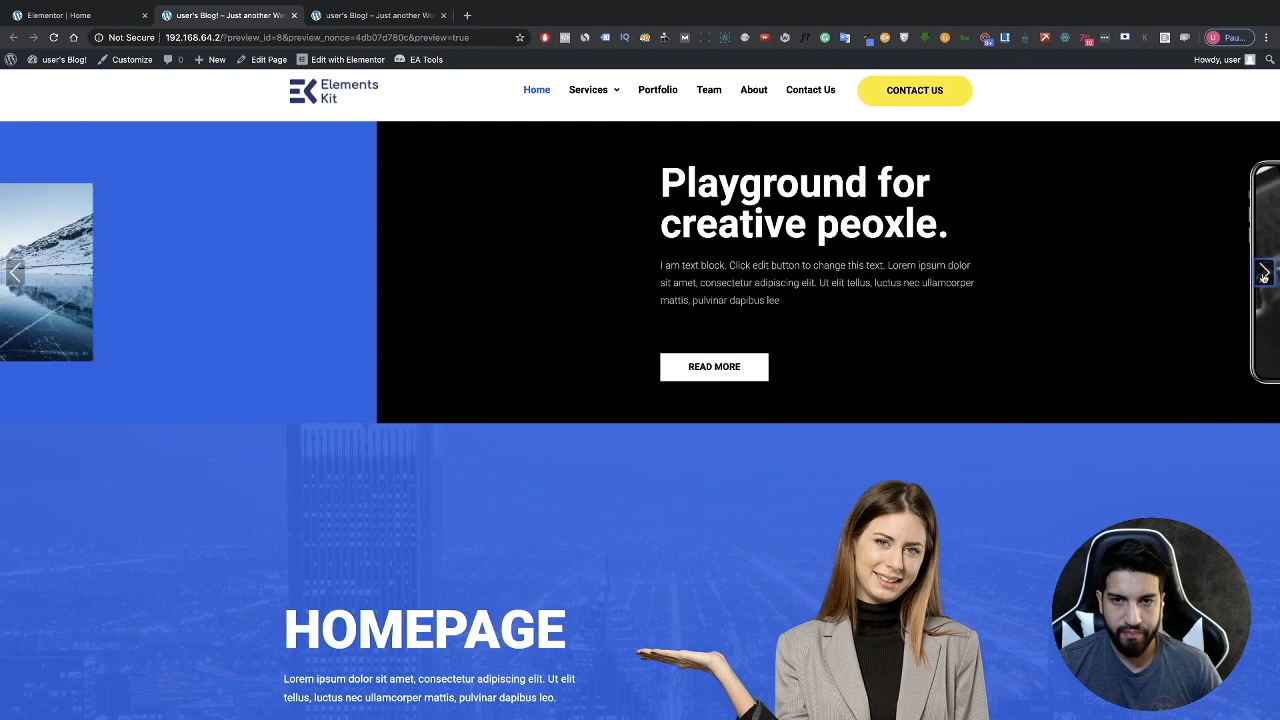 Elementor | Home
user's Blog! – Just another Wo
user's Blog! – Just another Wo
Not Secure 192.168.64.2/?preview_id=8&preview_nonce=4db07d780c&preview=true
Pau...
user's Blog! Customize 0 New Edit Page Edit with Elementor EA Tools Howdy, user
Elements
Kit
Home Services Portfolio Team About Contact Us CONTACT US
Playground for
creative peoxle.
I am text block. Click edit button to change this text. Lorem ipsum dolor
sit amet, consectetur adipiscing elit. Ut elit tellus, luctus nec ullamcorper
mattis, pulvinar dapibus lee
READ MORE
HOMEPAGE
Lorem ipsum dolor sit amet, consectetur adipiscing elit. Ut elit
tellus, luctus nec ullamcorper mattis, pulvinar dapibus leo.